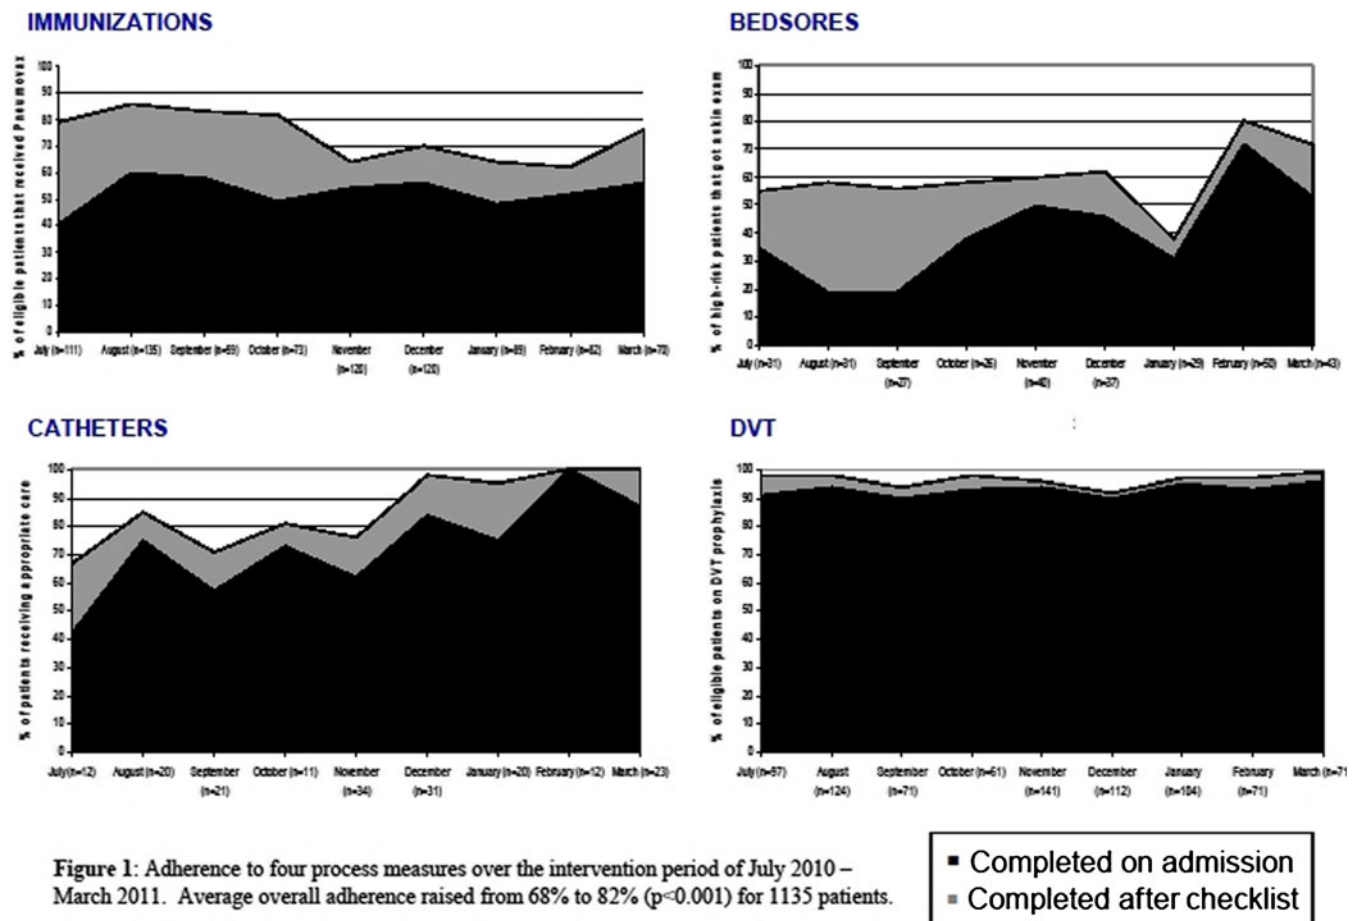 IMMUNIZATIONS
% of eligible patients that received Pneumovax
100
90
80
70
60
50
40
30
20
10
0
July (n=111) August (n=135) September (n=59) October (n=73) November December January (n=89) February (n=62) March (n=70)
(n=120) (n=120)
BEDSORES
% of high-risk patients that got a skin exam
100
90
80
70
60
50
40
30
20
10
0
July (n=31) August (n=31) September October November December January (n=29) February (n=50) March (n=43)
(n=27) (n=40) (n=37)
CATHETERS
% of patients receiving appropriate care
100
90
80
70
60
50
40
30
20
10
0
July (n=12) August (n=20) September October (n=11) November December January (n=20) February (n=12) March (n=23)
(n=21) (n=34) (n=31)
DVT
% of eligible patients on DVT prophylaxis
100
90
80
70
60
50
40
30
20
10
0
July (n=97) August September October (n=61) November December January February March (n=71
(n=124) (n=71) (n=141) (n=112) (n=104) (n=71)
Figure 1: Adherence to four process measures over the intervention period of July 2010 –
March 2011. Average overall adherence raised from 68% to 82% (p<0.001) for 1135 patients.
Completed on admission
Completed after checklist